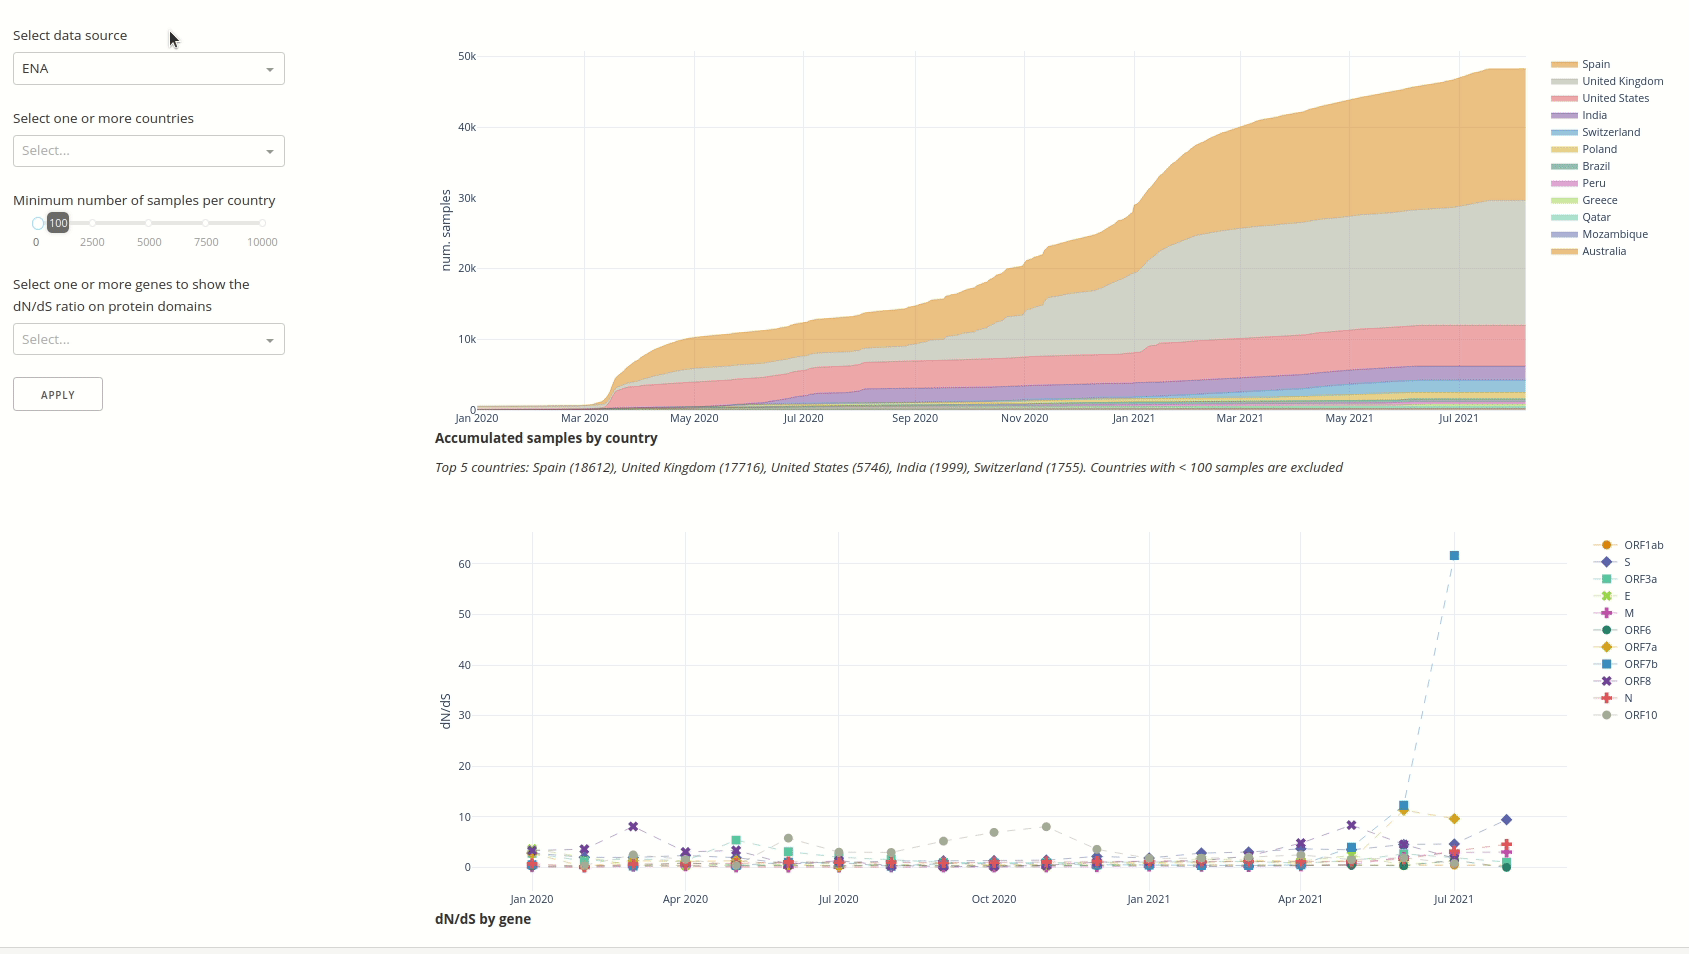 Select data source
ENA
Select one or more countries
Select...
Minimum number of samples per country
100
0 2500 5000 7500 10000
Select one or more genes to show the
dN/dS ratio on protein domains
Select...
APPLY
50k
40k
30k
20k
10k
0
num. samples
Jan 2020 Mar 2020 May 2020 Jul 2020 Sep 2020 Nov 2020 Jan 2021 Mar 2021 May 2021 Jul 2021
Spain
United Kingdom
United States
India
Switzerland
Poland
Brazil
Peru
Greece
Qatar
Mozambique
Australia
Accumulated samples by country
Top 5 countries: Spain (18612), United Kingdom (17716), United States (5746), India (1999), Switzerland (1755). Countries with < 100 samples are excluded
60
50
40
30
20
10
0
dN/dS
Jan 2020 Apr 2020 Jul 2020 Oct 2020 Jan 2021 Apr 2021 Jul 2021
ORF1ab
S
ORF3a
E
M
ORF6
ORF7a
ORF7b
ORF8
N
ORF10
dN/dS by gene